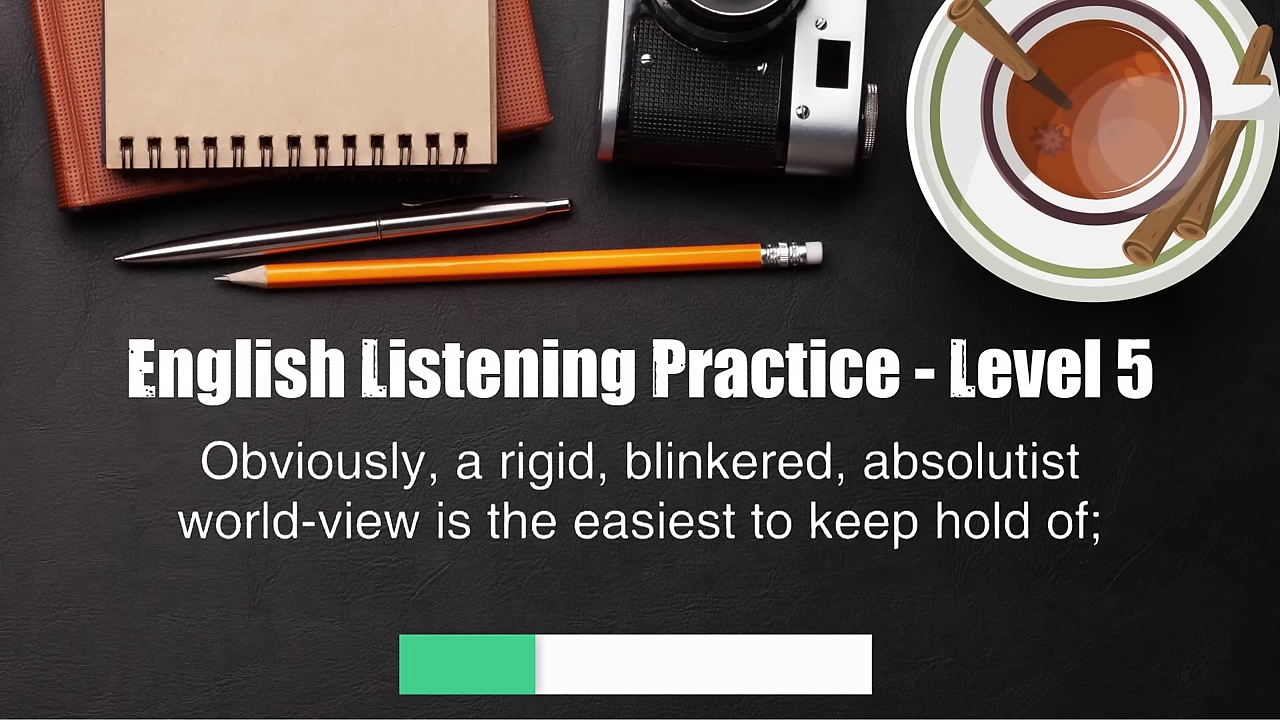 English Listening Practice - Level 5
Obviously, a rigid, blinkered, absolutist
world-view is the easiest to keep hold of;